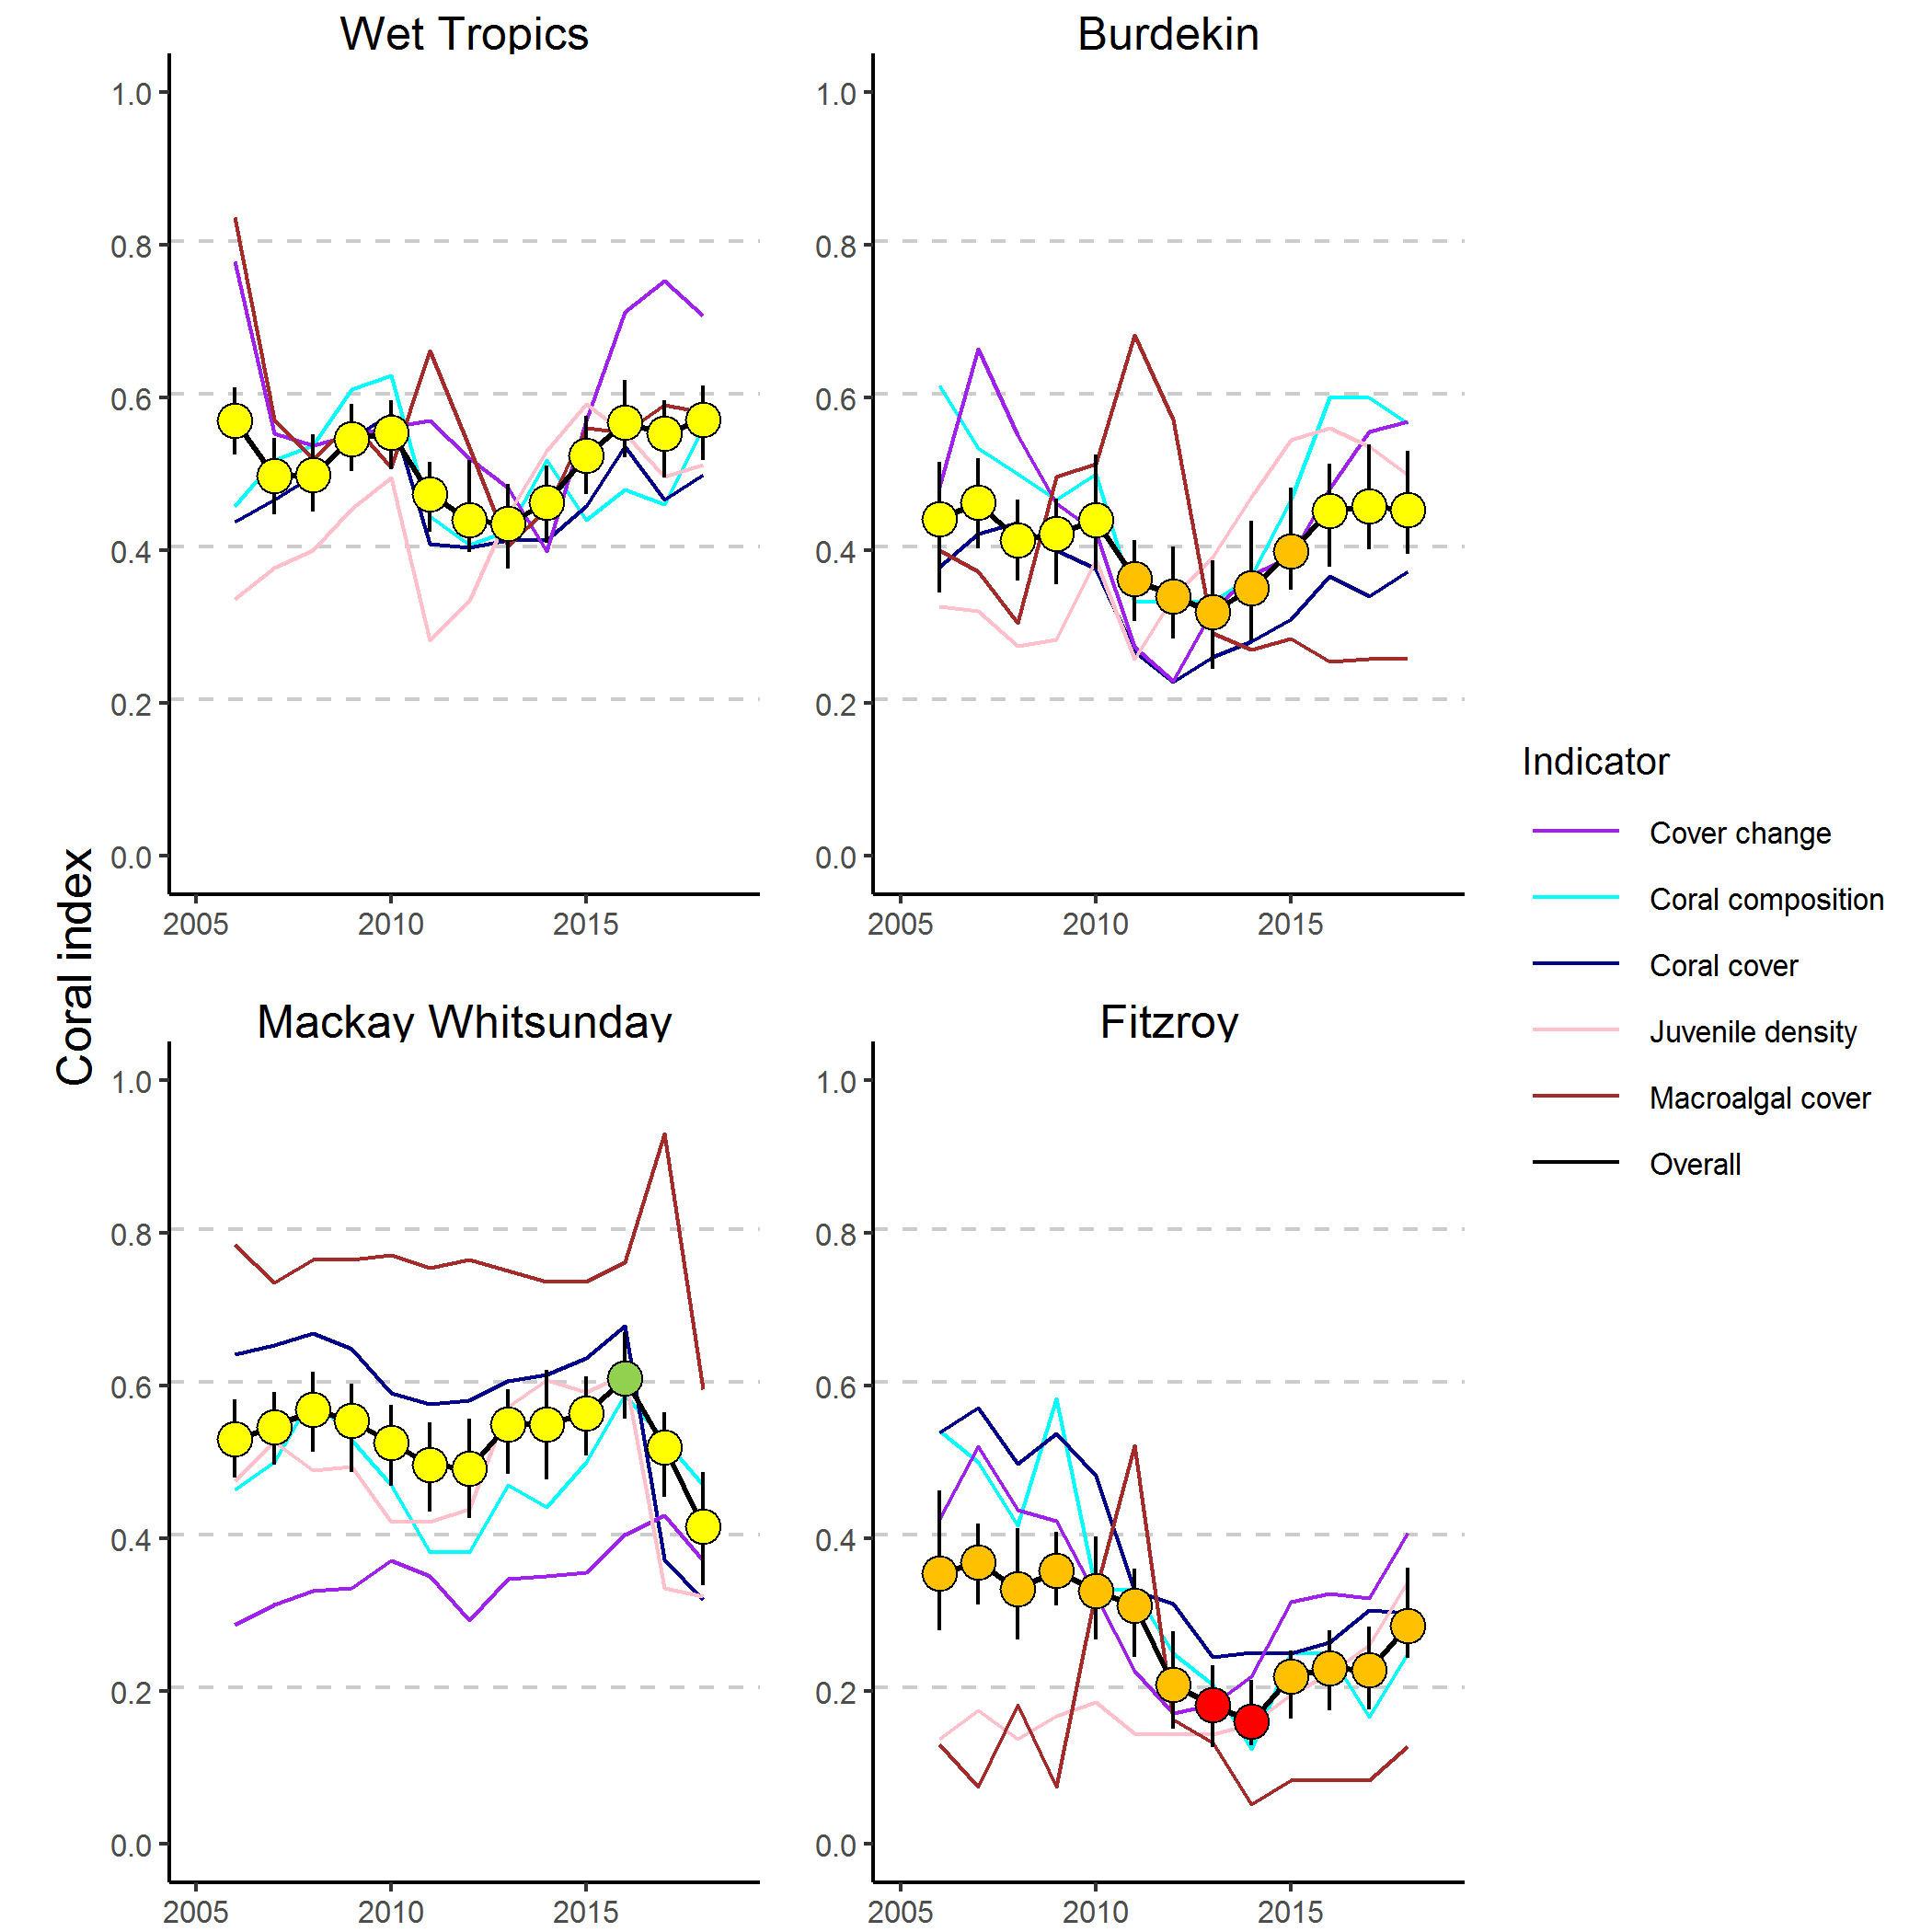 Wet Tropics
Burdekin
1.0
0.8
0.6
0.4
0.2
0.0
2005 2010 2015
1.0
0.8
0.6
0.4
0.2
0.0
2005 2010 2015
Coral index
Mackay Whitsunday
Fitzroy
1.0
0.8
0.6
0.4
0.2
0.0
2005 2010 2015
1.0
0.8
0.6
0.4
0.2
0.0
2005 2010 2015
Indicator
Cover change
Coral composition
Coral cover
Juvenile density
Macroalgal cover
Overall